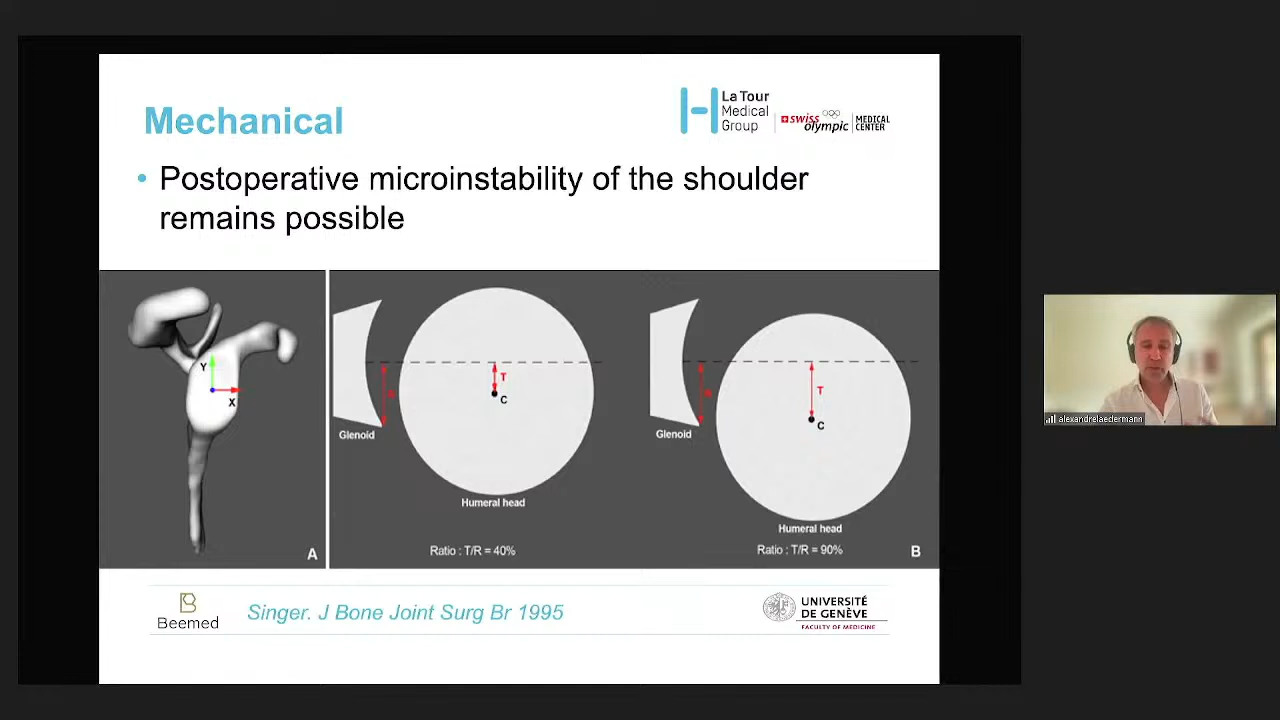 Mechanical
La Tour
Medical
Group
swiss
olympic
MEDICAL
CENTER
• Postoperative microinstability of the shoulder
remains possible
Y
X
A
Glenoid
T
C
Humeral head
Ratio : T/R = 40%
Glenoid
T
C
Humeral head
Ratio : T/R = 90%
B
Beemed
Singer. J Bone Joint Surg Br 1995
UNIVERSITÉ
DE GENÈVE
FACULTY OF MEDICINE
alexandrelaedermann